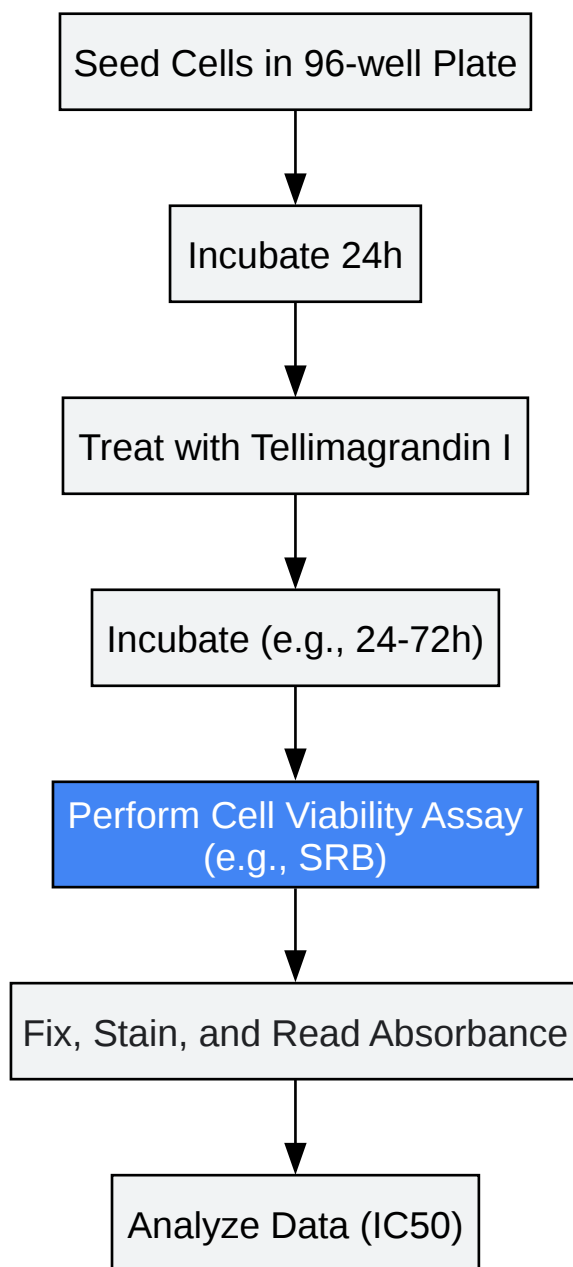 Seed Cells in 96-well Plate
Incubate 24h
Treat with Tellimagrandin I
Incubate (e.g., 24-72h)
Perform Cell Viability Assay
(e.g., SRB)
Fix, Stain, and Read Absorbance
Analyze Data (IC50)